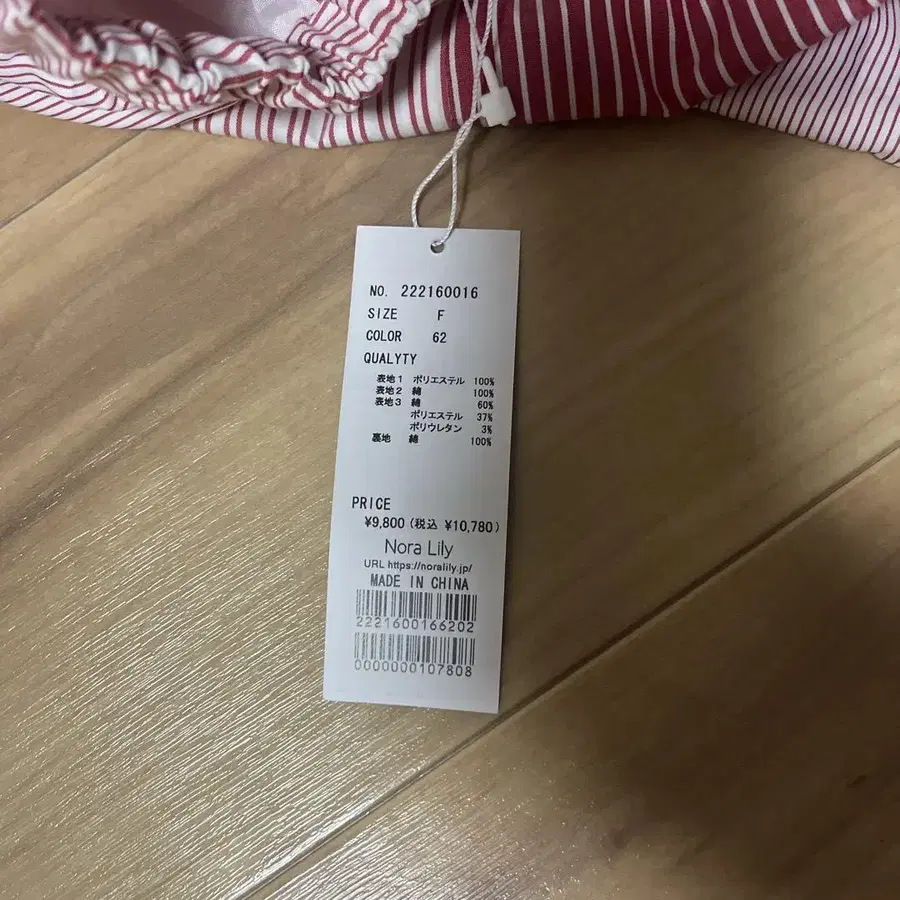 NO. 222160016
SIZE F
COLOR 62
QUALYTY
表地1 ポリエステル 100%
表地2 綿 100%
表地3 綿 60%
ポリエステル 37%
ポリウレタン 3%
裏地 綿 100%
PRICE
¥9,800 (税込 ¥10,780)
Nora Lily
URL https://noralily.jp/
MADE IN CHINA
2221600166202
0000000107808